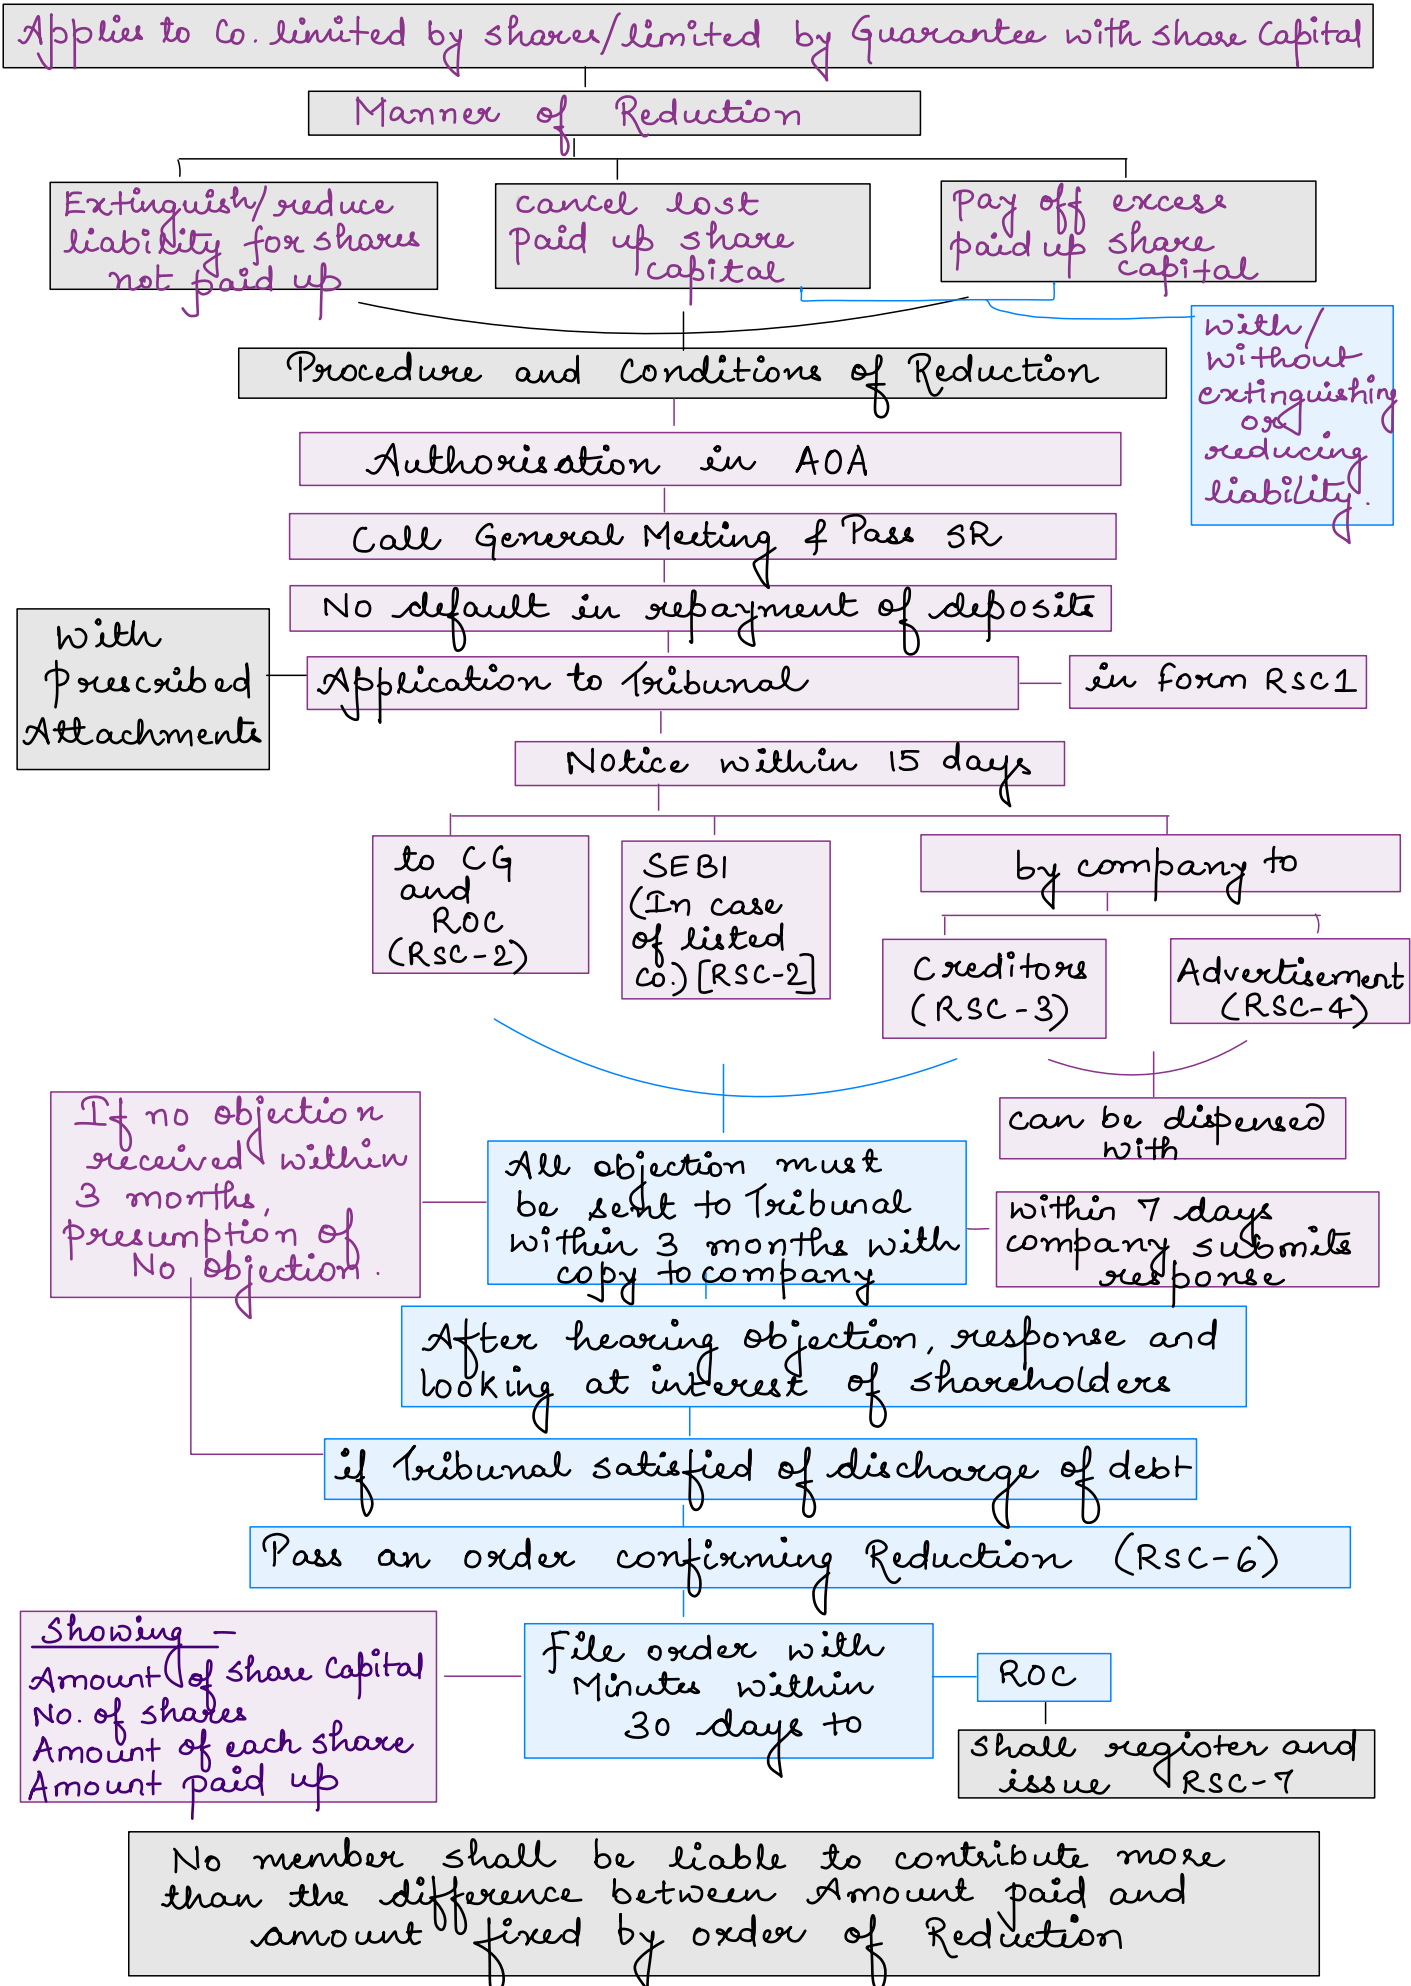 Applies to Co. limited by shares/limited by Guarantee with share Capital
Manner of Reduction
Extinguish/reduce
liability for shares
not paid up
cancel lost
paid up share
capital
Pay off excess
paid up share
capital
with/
without
extinguishing
or
reducing
liability.
Procedure and Conditions of Reduction
Authorisation in AOA
Call General Meeting & Pass SR
No default in repayment of deposits
With
prescribed
Attachments
Application to Tribunal
in form RSC1
Notice within 15 days
to CG
and
ROC
(RSC-2)
SEBI
(In case
of listed
co.) [RSC-2]
by company to
Creditors
(RSC-3)
Advertisement
(RSC-4)
can be dispensed
with
If no objection
received within
3 months,
presumption of
No Objection.
All objection must
be sent to Tribunal
within 3 months with
copy to company
within 7 days
company submits
response
After hearing objection, response and
looking at interest of shareholders
if Tribunal satisfied of discharge of debt
Pass an order confirming Reduction (RSC-6)
Showing -
Amount of share Capital
No. of shares
Amount of each share
Amount paid up
File order with
Minutes within
30 days to
ROC
shall register and
issue RSC-7
No member shall be liable to contribute more
than the difference between Amount paid and
amount fixed by order of Reduction